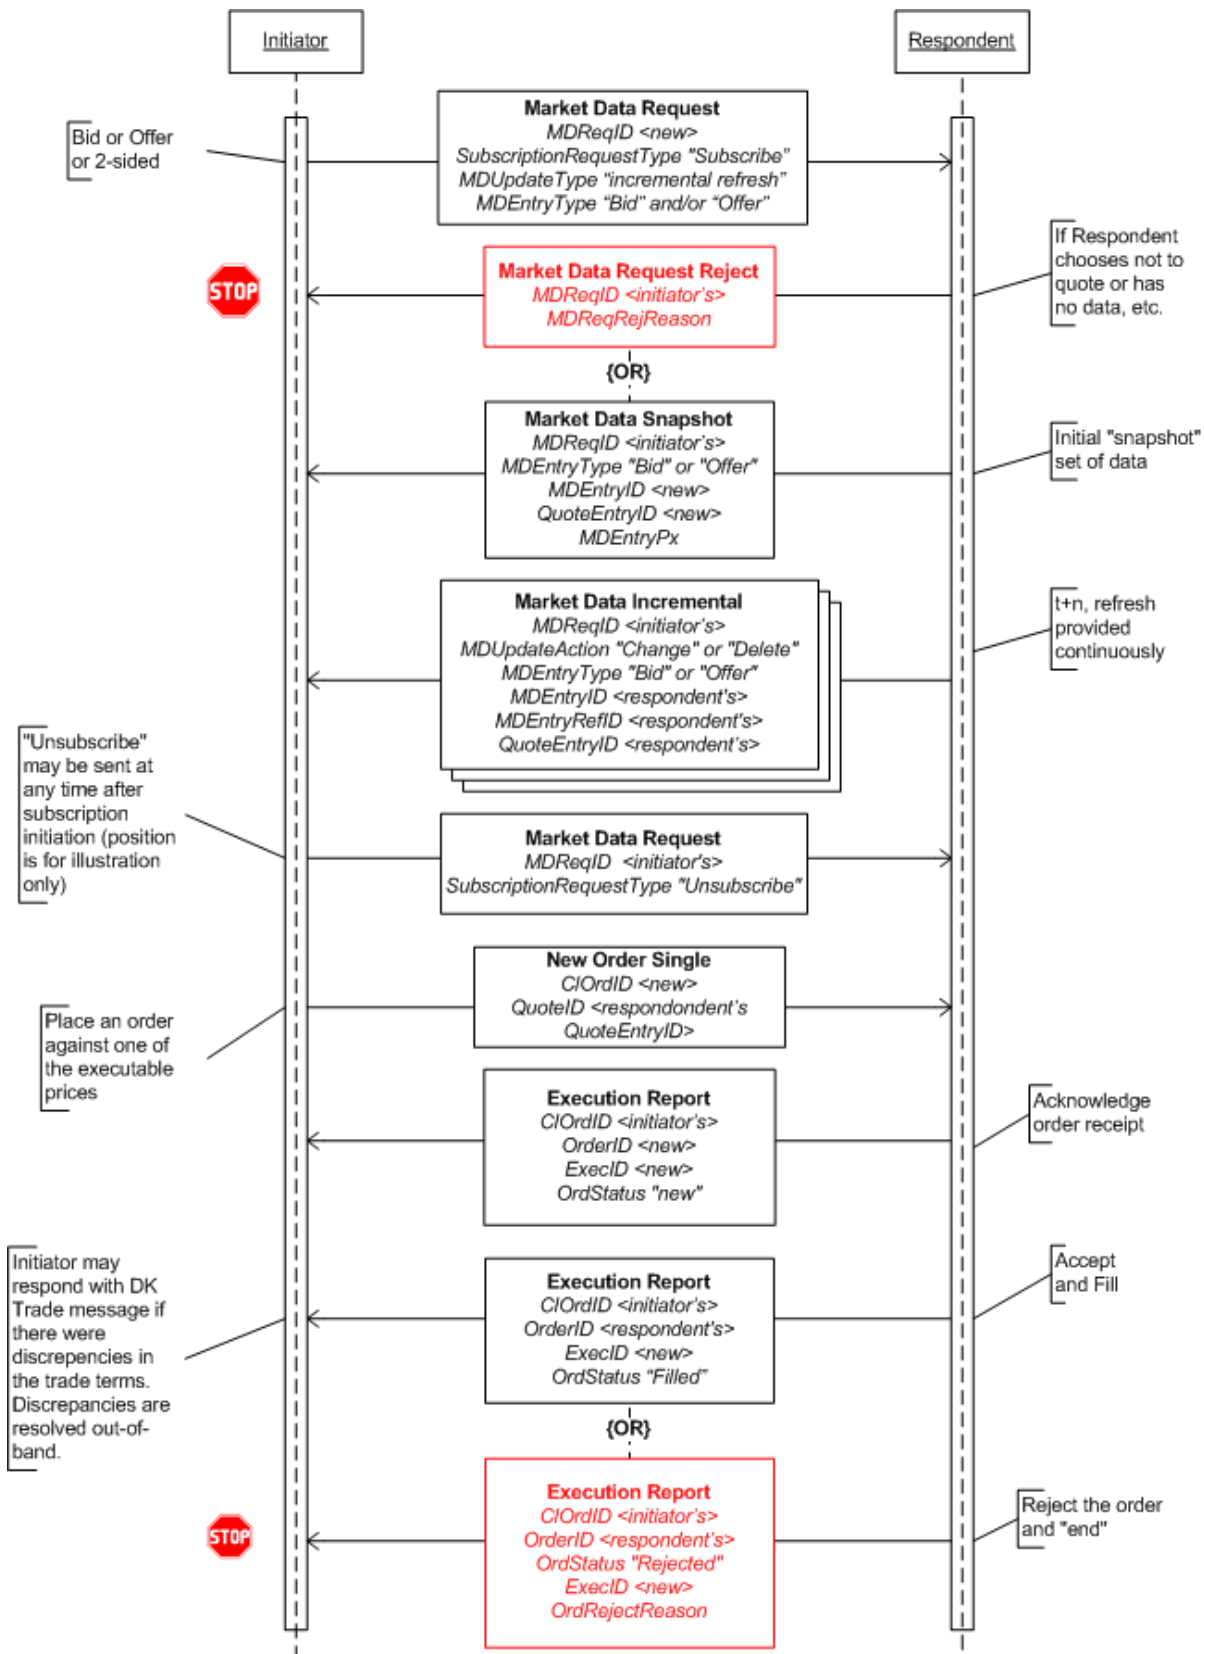 Initiator
Respondent
Bid or Offer
or 2-sided
Market Data Request
MDReqID <new>
SubscriptionRequestType "Subscribe"
MDUpdateType “incremental refresh”
MDEntryType “Bid” and/or “Offer”
If Respondent
chooses not to
quote or has
no data, etc.
STOP
Market Data Request Reject
MDReqID <initiator’s>
MDReqRejReason
{OR}
Market Data Snapshot
MDReqID <initiator’s>
MDEntryType "Bid" or "Offer"
MDEntryID <new>
QuoteEntryID <new>
MDEntryPx
Initial "snapshot"
set of data
Market Data Incremental
MDReqID <initiator’s>
MDUpdateAction "Change" or "Delete"
MDEntryType "Bid" or "Offer"
MDEntryID <respondent's>
MDEntryRefID <respondent's>
QuoteEntryID <respondent’s>
t+n, refresh
provided
continuously
"Unsubscribe"
may be sent at
any time after
subscription
initiation (position
is for illustration
only)
Market Data Request
MDReqID <initiator's>
SubscriptionRequestType "Unsubscribe"
New Order Single
ClOrdID <new>
QuoteID <respondondent’s
QuoteEntryID>
Place an order
against one of
the executable
prices
Execution Report
ClOrdID <initiator’s>
OrderID <new>
ExecID <new>
OrdStatus "new"
Acknowledge
order receipt
Initiator may
respond with DK
Trade message if
there were
discrepencies in
the trade terms.
Discrepancies are
resolved out-of-
band.
Execution Report
ClOrdID <initiator’s>
OrderID <respondent's>
ExecID <new>
OrdStatus “Filled”
Accept
and Fill
{OR}
STOP
Execution Report
ClOrdID <initiator’s>
OrderID <respondent’s>
OrdStatus "Rejected"
ExecID <new>
OrdRejectReason
Reject the order
and "end"